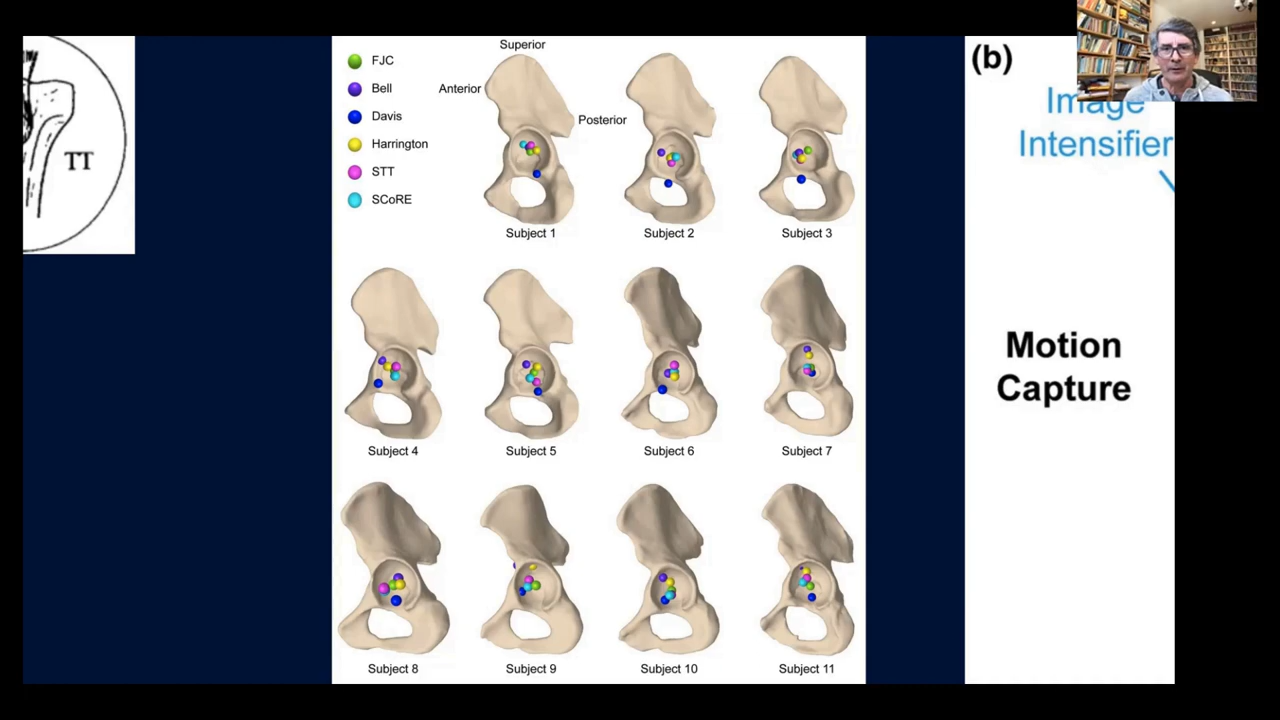 TT
FJC
Bell
Davis
Harrington
STT
SCoRE
Superior
Anterior
Posterior
Subject 1
Subject 2
Subject 3
Subject 4
Subject 5
Subject 6
Subject 7
Subject 8
Subject 9
Subject 10
Subject 11
(b)
Image
Intensifier
Motion
Capture